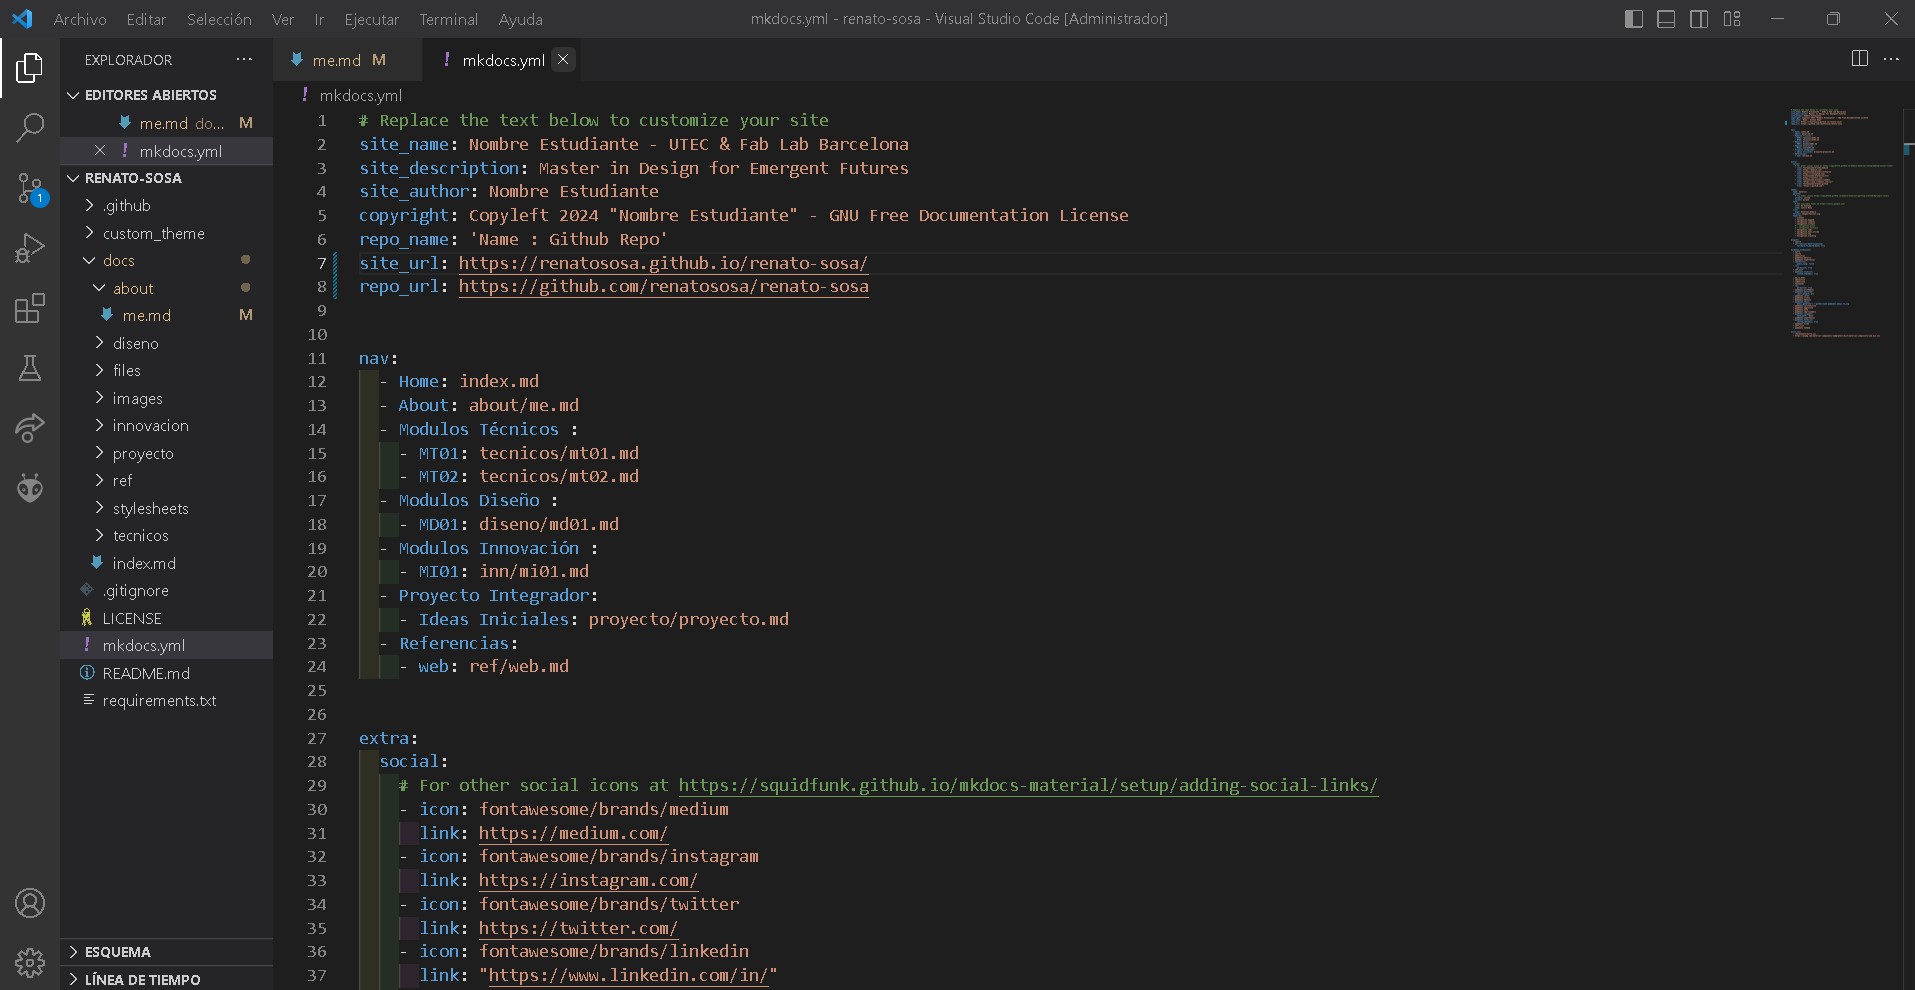 Archivo Editar Selección Ver Ir Ejecutar Terminal Ayuda
mkdocs.yml - renato-sosa - Visual Studio Code [Administrador]
EXPLORADOR
EDITORES ABIERTOS
me.md do... M
mkdocs.yml
RENATO-SOSA
.github
custom_theme
docs
about
me.md M
diseno
files
images
innovacion
proyecto
ref
stylesheets
tecnicos
index.md
.gitignore
LICENSE
mkdocs.yml
README.md
requirements.txt
ESQUEMA
LÍNEA DE TIEMPO
1
me.md M
mkdocs.yml
mkdocs.yml
1 # Replace the text below to customize your site
2 site_name: Nombre Estudiante - UTEC & Fab Lab Barcelona
3 site_description: Master in Design for Emergent Futures
4 site_author: Nombre Estudiante
5 copyright: Copyleft 2024 "Nombre Estudiante" - GNU Free Documentation License
6 repo_name: 'Name : Github Repo'
7 site_url: https://renatososa.github.io/renato-sosa/
8 repo_url: https://github.com/renatososa/renato-sosa
9
10
11 nav:
12 - Home: index.md
13 - About: about/me.md
14 - Modulos Técnicos :
15 - MT01: tecnicos/mt01.md
16 - MT02: tecnicos/mt02.md
17 - Modulos Diseño :
18 - MD01: diseno/md01.md
19 - Modulos Innovación :
20 - MI01: inn/mi01.md
21 - Proyecto Integrador:
22 - Ideas Iniciales: proyecto/proyecto.md
23 - Referencias:
24 - web: ref/web.md
25
26
27 extra:
28 social:
29 # For other social icons at https://squidfunk.github.io/mkdocs-material/setup/adding-social-links/
30 - icon: fontawesome/brands/medium
31 link: https://medium.com/
32 - icon: fontawesome/brands/instagram
33 link: https://instagram.com/
34 - icon: fontawesome/brands/twitter
35 link: https://twitter.com/
36 - icon: fontawesome/brands/linkedin
37 link: "https://www.linkedin.com/in/"